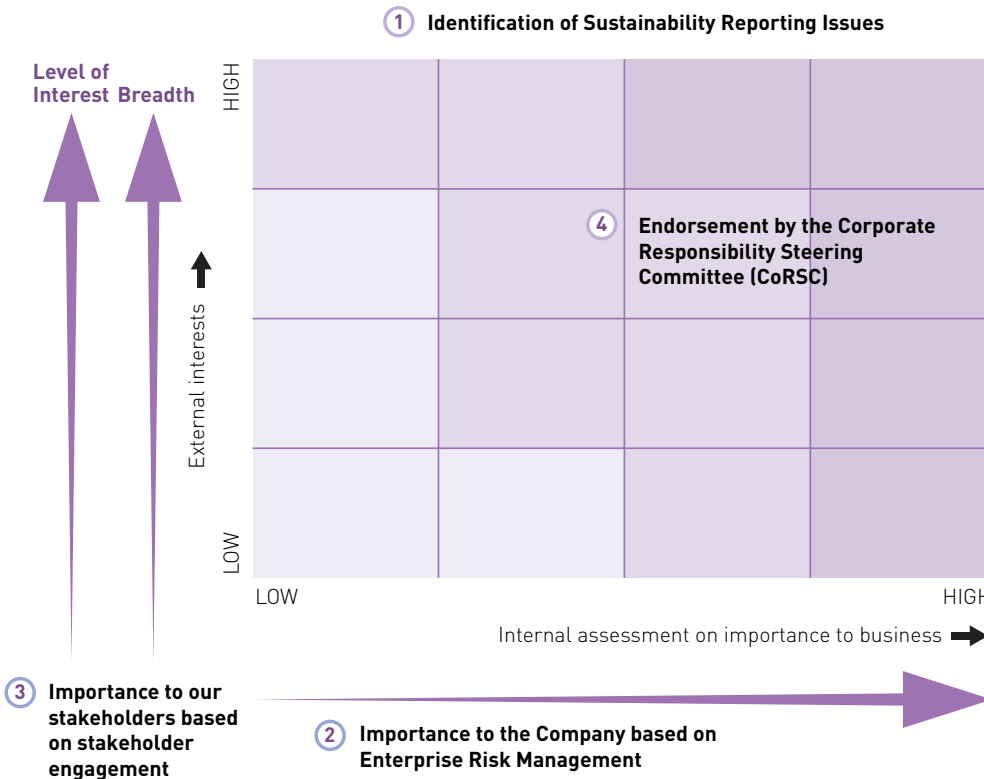 1 Identification of Sustainability Reporting Issues
Level of
Interest Breadth
HIGH
4 Endorsement by the Corporate
Responsibility Steering
Committee (CoRSC)
External interests
LOW
LOW HIGH
Internal assessment on importance to business
3 Importance to our
stakeholders based
on stakeholder
engagement
2 Importance to the Company based on
Enterprise Risk Management